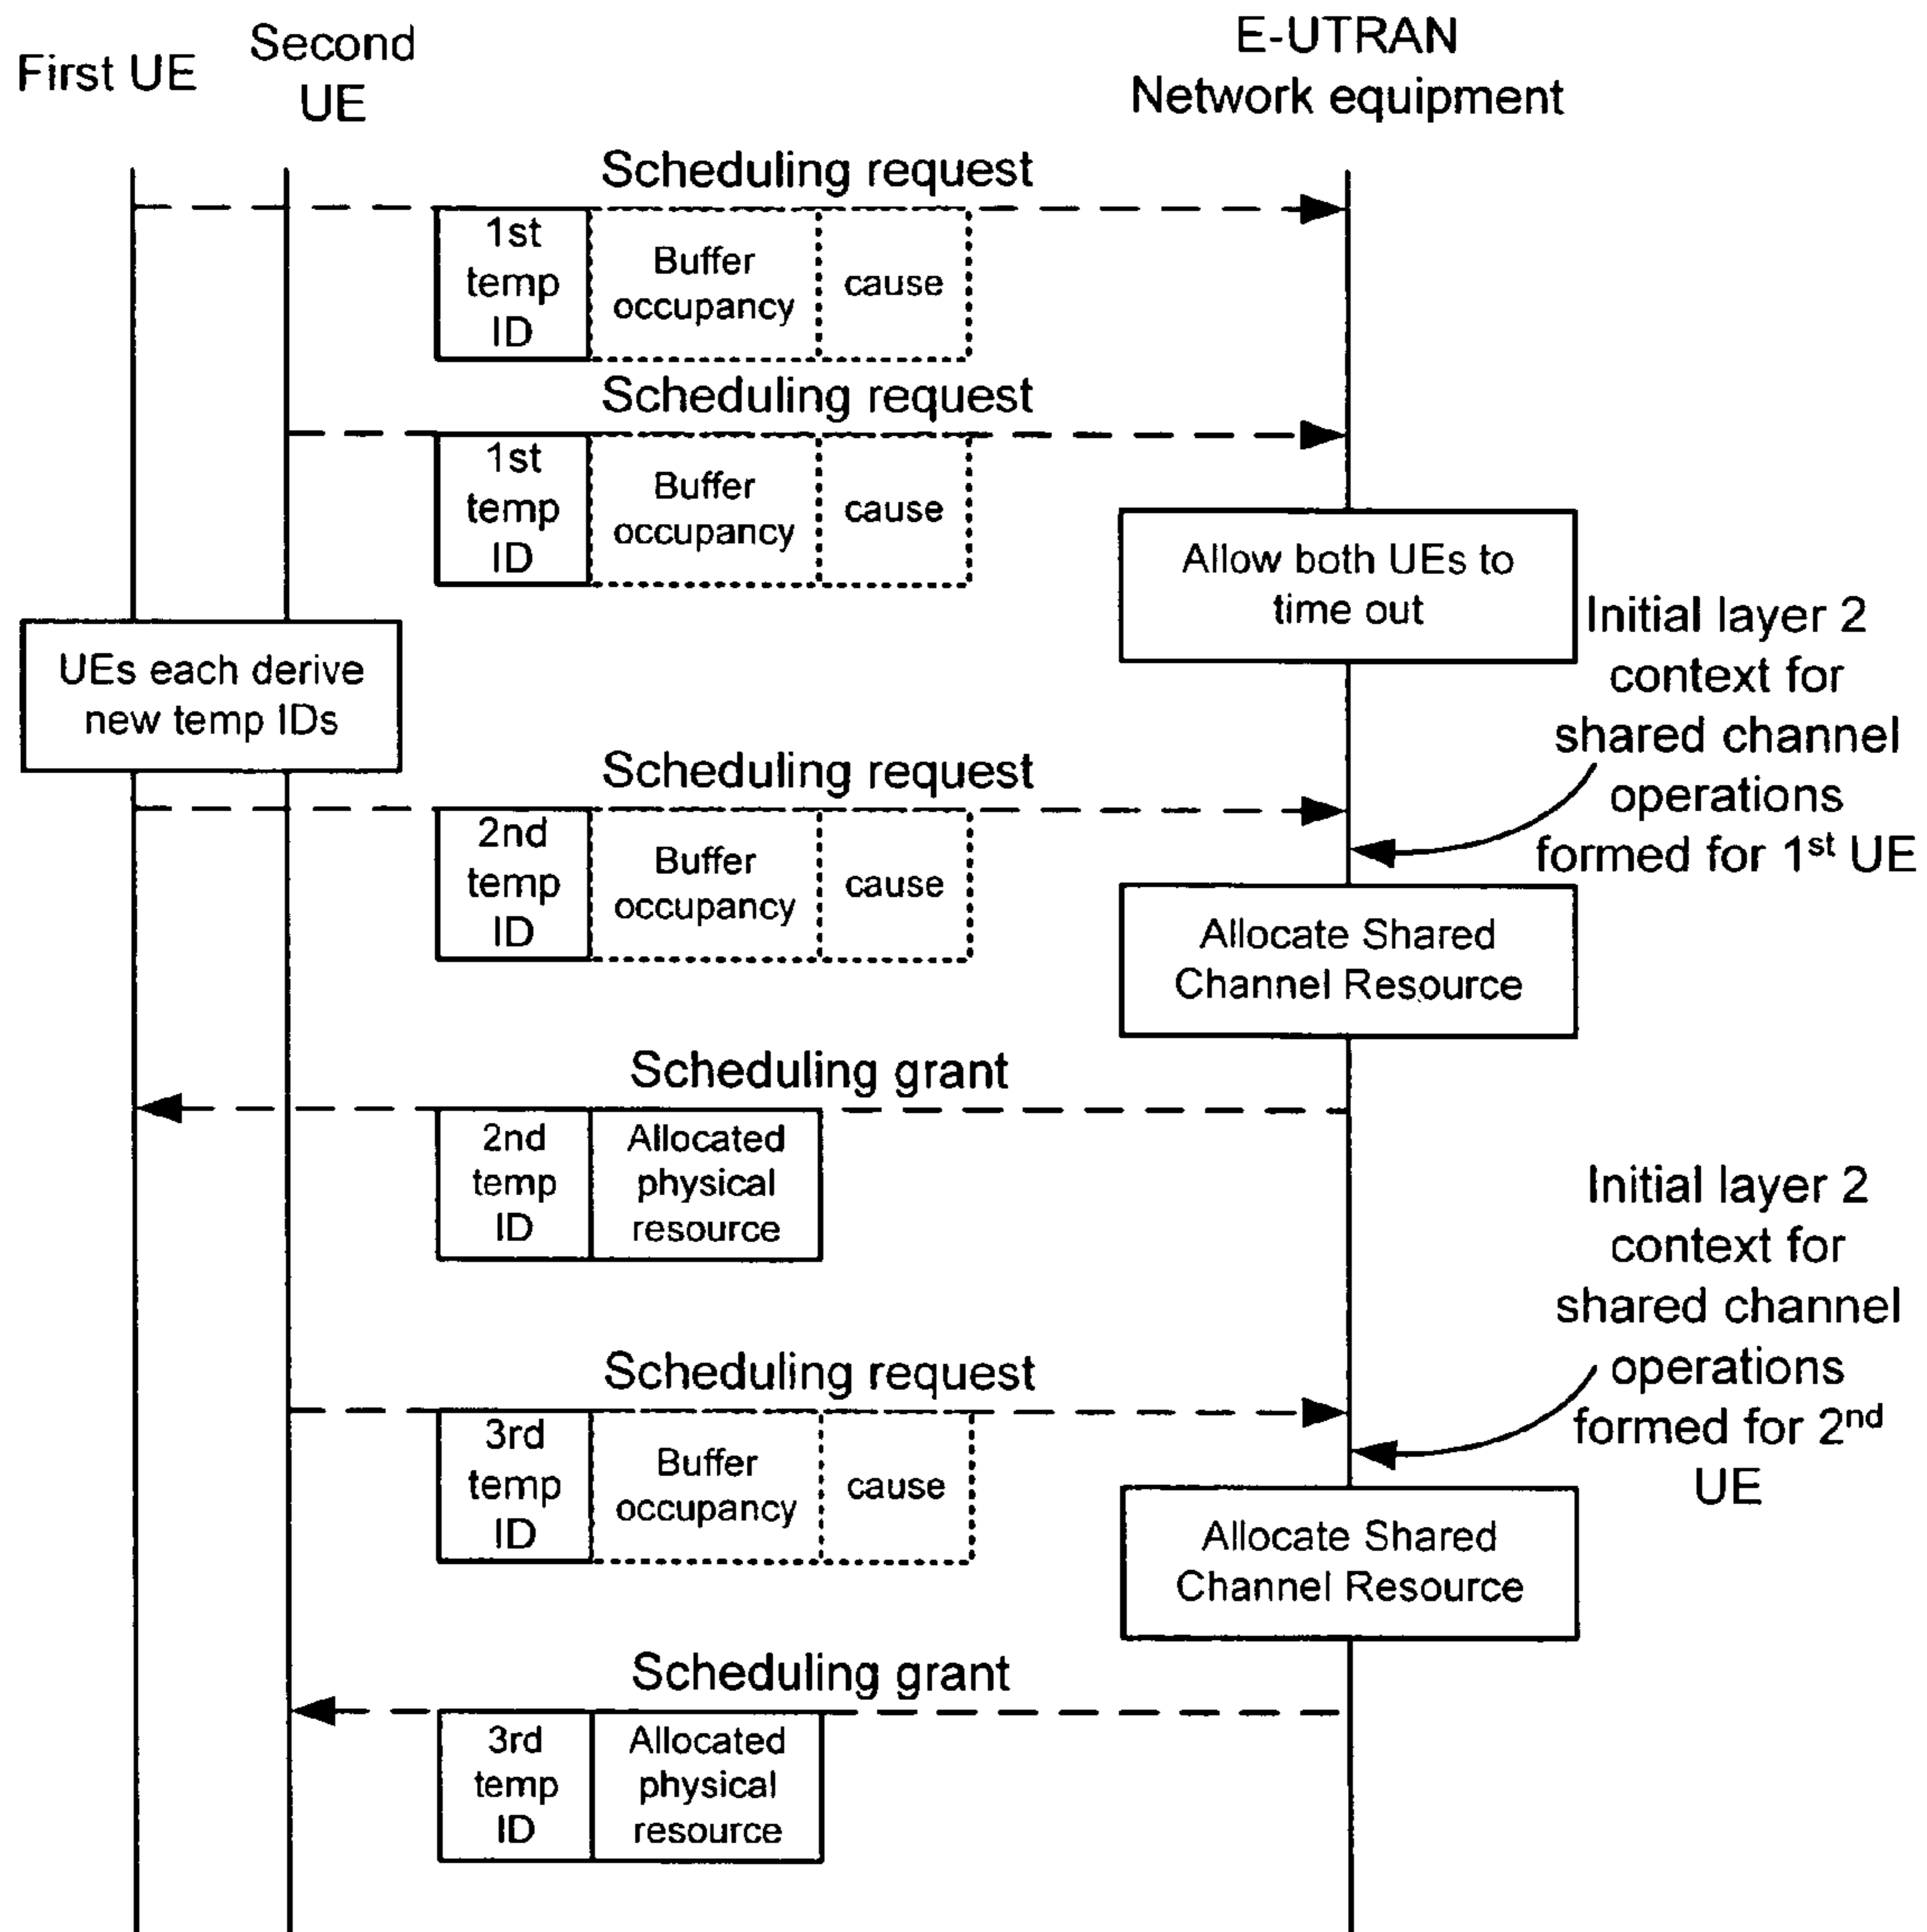 First UE
Second
UE
E-UTRAN
Network equipment
Scheduling request
1st
temp
ID
Buffer
occupancy
cause
Scheduling request
1st
temp
ID
Buffer
occupancy
cause
Allow both UEs to
time out
UEs each derive
new temp IDs
Initial layer 2
context for
shared channel
operations
formed for 1st UE
Scheduling request
2nd
temp
ID
Buffer
occupancy
cause
Allocate Shared
Channel Resource
Scheduling grant
2nd
temp
ID
Allocated
physical
resource
Initial layer 2
context for
shared channel
operations
formed for 2nd
UE
Scheduling request
3rd
temp
ID
Buffer
occupancy
cause
Allocate Shared
Channel Resource
Scheduling grant
3rd
temp
ID
Allocated
physical
resource